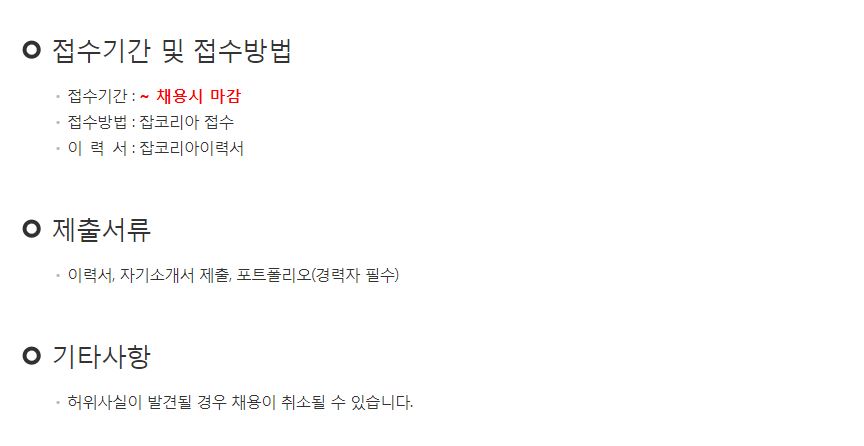 접수기간 및 접수방법
접수기간 : ~ 채용시 마감
접수방법 : 잡코리아 접수
이 력 서 : 잡코리아이력서
제출서류
이력서, 자기소개서 제출, 포트폴리오(경력자 필수)
기타사항
허위사실이 발견될 경우 채용이 취소될 수 있습니다.